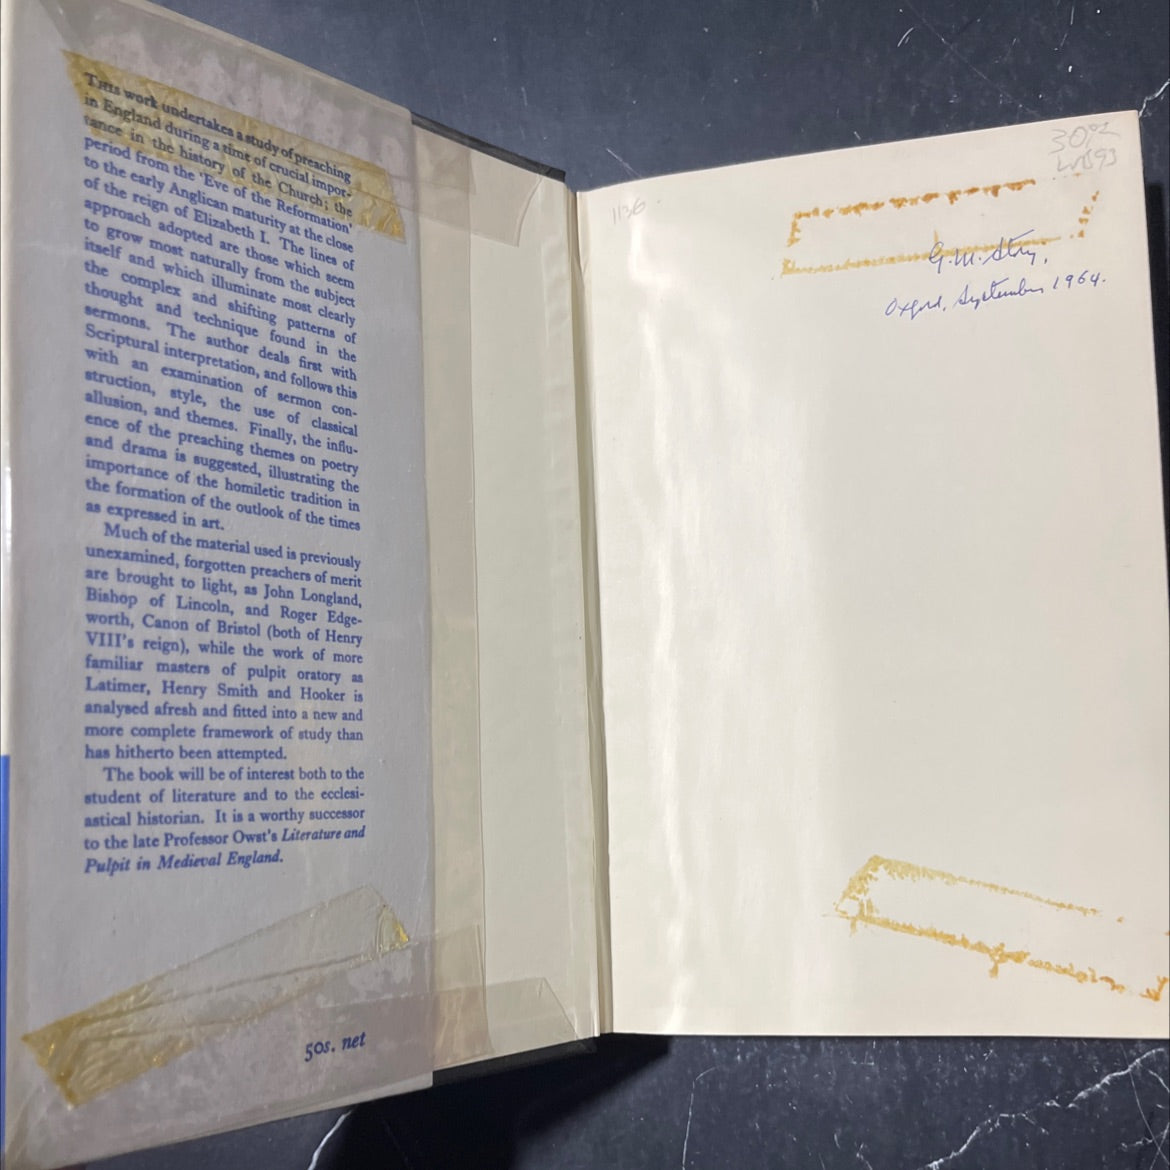 THIS work undertakes a study of preaching
in England during a time of crucial impor-
tance in the history of the Church; the
period from the 'Eve of the Reformation'
to the early Anglican maturity at the close
of the reign of Elizabeth I. The lines of
approach adopted are those which seem
to grow most naturally from the subject
itself and which illuminate most clearly
the complex and shifting patterns of
thought and technique found in the
sermons. The author deals first with
Scriptural interpretation, and follows this
with an examination of sermon con-
struction, style, the use of classical
allusion, and themes. Finally, the influ-
ence of the preaching themes on poetry
and drama is suggested, illustrating the
importance of the homiletic tradition in
the formation of the outlook of the times
as expressed in art.
Much of the material used is previously
unexamined, forgotten preachers of merit
are brought to light, as John Longland,
Bishop of Lincoln, and Roger Edge-
worth, Canon of Bristol (both of Henry
VIII's reign), while the work of more
familiar masters of pulpit oratory as
Latimer, Henry Smith and Hooker is
analysed afresh and fitted into a new and
more complete framework of study than
has hitherto been attempted.
The book will be of interest both to the
student of literature and to the ecclesi-
astical historian. It is a worthy successor
to the late Professor Owst's Literature and
Pulpit in Medieval England.
50s. net
1136
G. M. Story,
Oxford, September 1964.